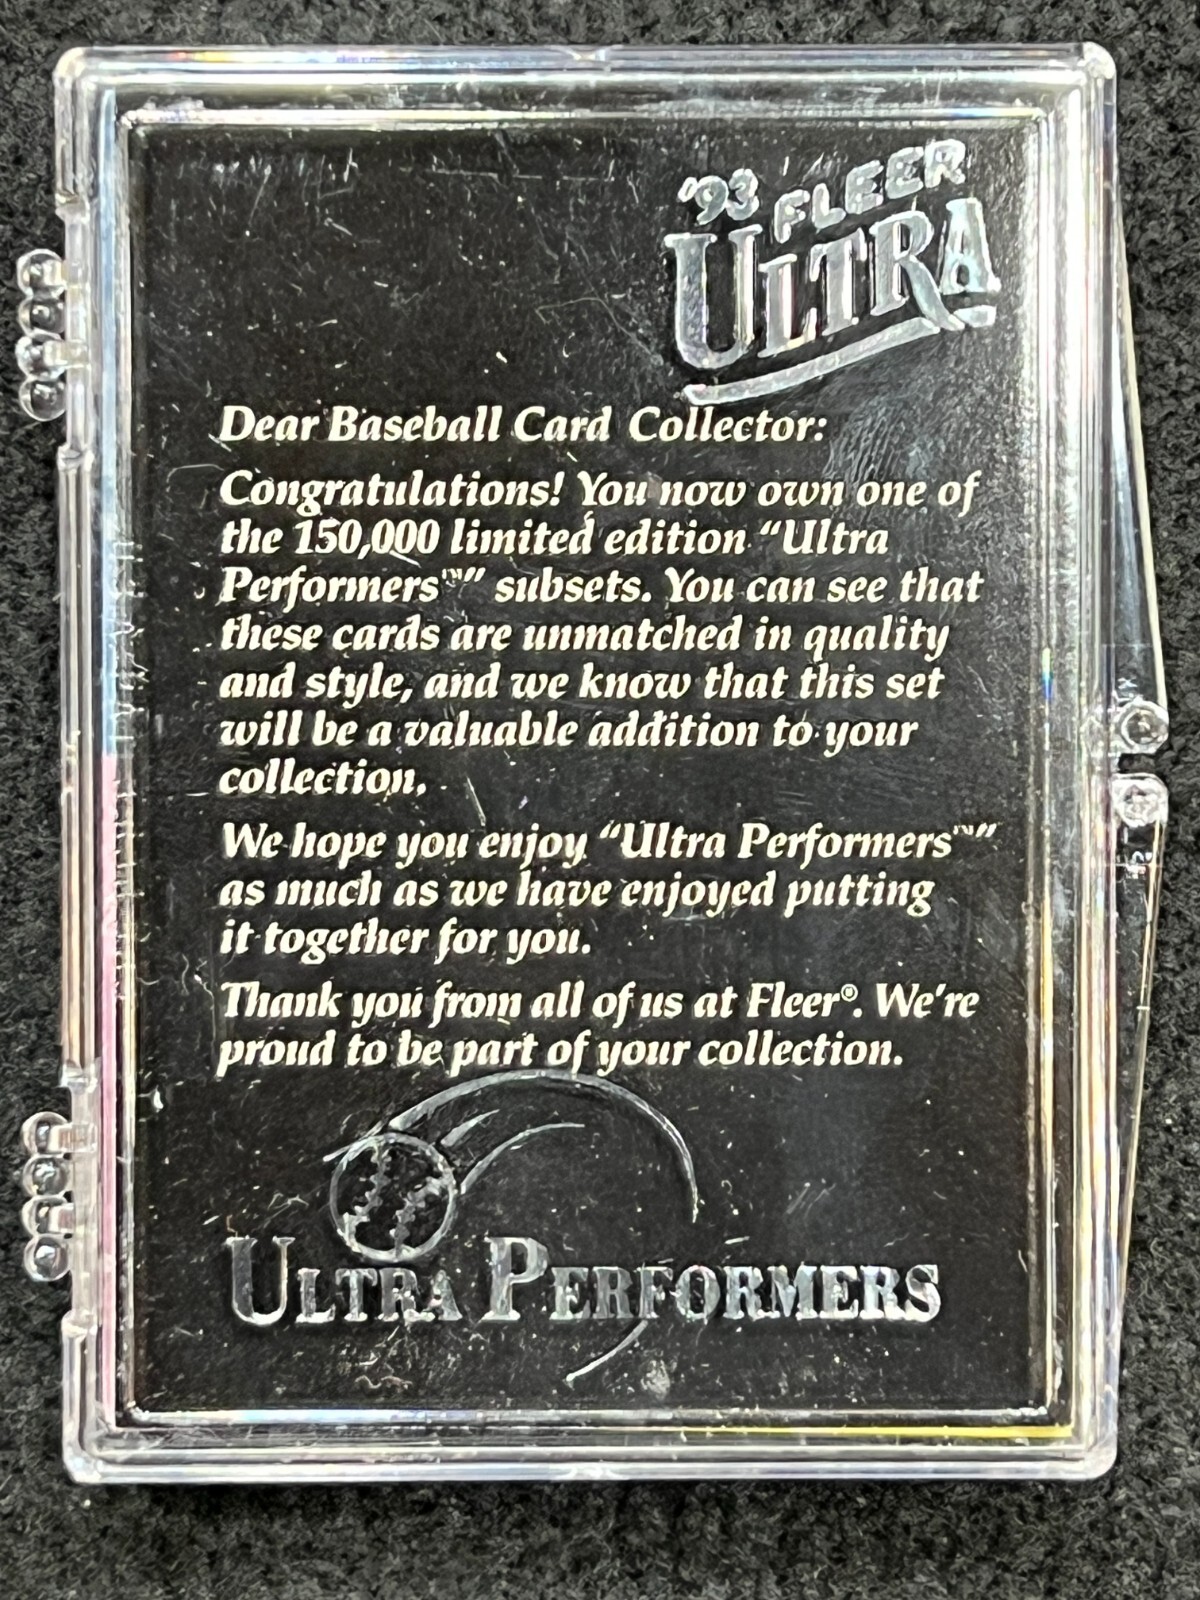 '93 FLEER
ULTRA
Dear Baseball Card Collector:
Congratulations! You now own one of
the 150,000 limited edition “Ultra
Performers™” subsets. You can see that
these cards are unmatched in quality
and style, and we know that this set
will be a valuable addition to your
collection.
We hope you enjoy “Ultra Performers™”
as much as we have enjoyed putting
it together for you.
Thank you from all of us at Fleer®. We're
proud to be part of your collection.
ULTRA PERFORMERS